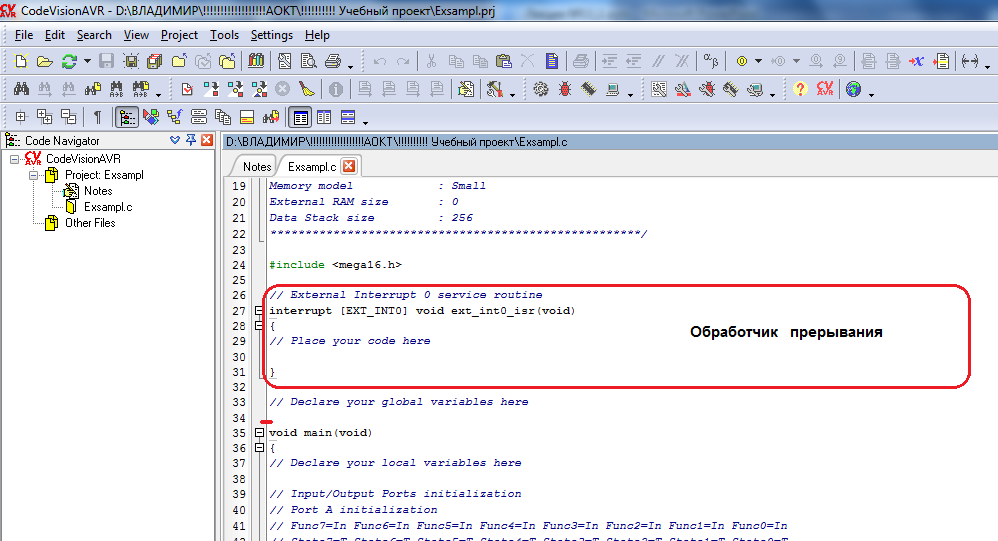 CodeVisionAVR - D:\ВЛАДИМИР\!!!!!!!!!!!!!!!!!!!АОКТ\!!!!!!!!!! Учебный проект\Exsampl.prj
File Edit Search View Project Tools Settings Help
Code Navigator
CodeVisionAVR
Project: Exsampl
Notes
Exsampl.c
Other Files
D:\ВЛАДИМИР\!!!!!!!!!!!!!!!!!!!АОКТ\!!!!!!!!!! Учебный проект\Exsampl.c
Notes Exsampl.c
19 Memory model : Small
20 External RAM size : 0
21 Data Stack size : 256
22 *****************************************************/
23
24 #include <mega16.h>
25
26 // External Interrupt 0 service routine
27 interrupt [EXT_INT0] void ext_int0_isr(void)
28 {
29 // Place your code here
30
31 }
Обработчик прерывания
32
33 // Declare your global variables here
34
35 void main(void)
36 {
37 // Declare your local variables here
38
39 // Input/Output Ports initialization
40 // Port A initialization
41 // Func7=In Func6=In Func5=In Func4=In Func3=In Func2=In Func1=In Func0=In
42 // State7=T State6=T State5=T State4=T State3=T State2=T State1=T State0=T